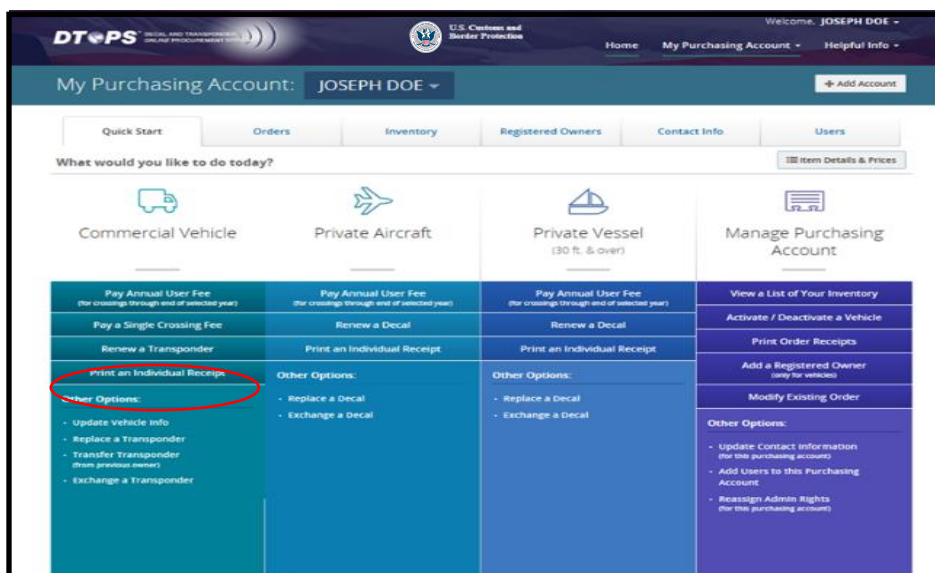 Welcome, JOSEPH DOE
DTOPS DECAL AND TRANSPONDER
ONLINE PROCUREMENT
U.S. Customs and
Border Protection
Home My Purchasing Account Helpful Info
My Purchasing Account: JOSEPH DOE + Add Account
Quick Start Orders Inventory Registered Owners Contact Info Users
What would you like to do today? Item Details & Prices
Commercial Vehicle
Private Aircraft
Private Vessel
(30 ft. & over)
Manage Purchasing
Account
Pay Annual User Fee
(for crossings through end of selected year)
Pay a Single Crossing Fee
Renew a Transponder
Print an Individual Receipt
Other Options:
- Update Vehicle Info
- Replace a Transponder
- Transfer Transponder
(from previous owner)
- Exchange a Transponder
Pay Annual User Fee
(for crossings through end of selected year)
Renew a Decal
Print an Individual Receipt
Other Options:
- Replace a Decal
- Exchange a Decal
Pay Annual User Fee
(for crossings through end of selected year)
Renew a Decal
Print an Individual Receipt
Other Options:
- Replace a Decal
- Exchange a Decal
View a List of Your Inventory
Activate / Deactivate a Vehicle
Print Order Receipts
Add a Registered Owner
(only for vehicles)
Modify Existing Order
Other Options:
- Update Contact Information
(for this purchasing account)
- Add Users to this Purchasing
Account
- Reassign Admin Rights
(for this purchasing account)